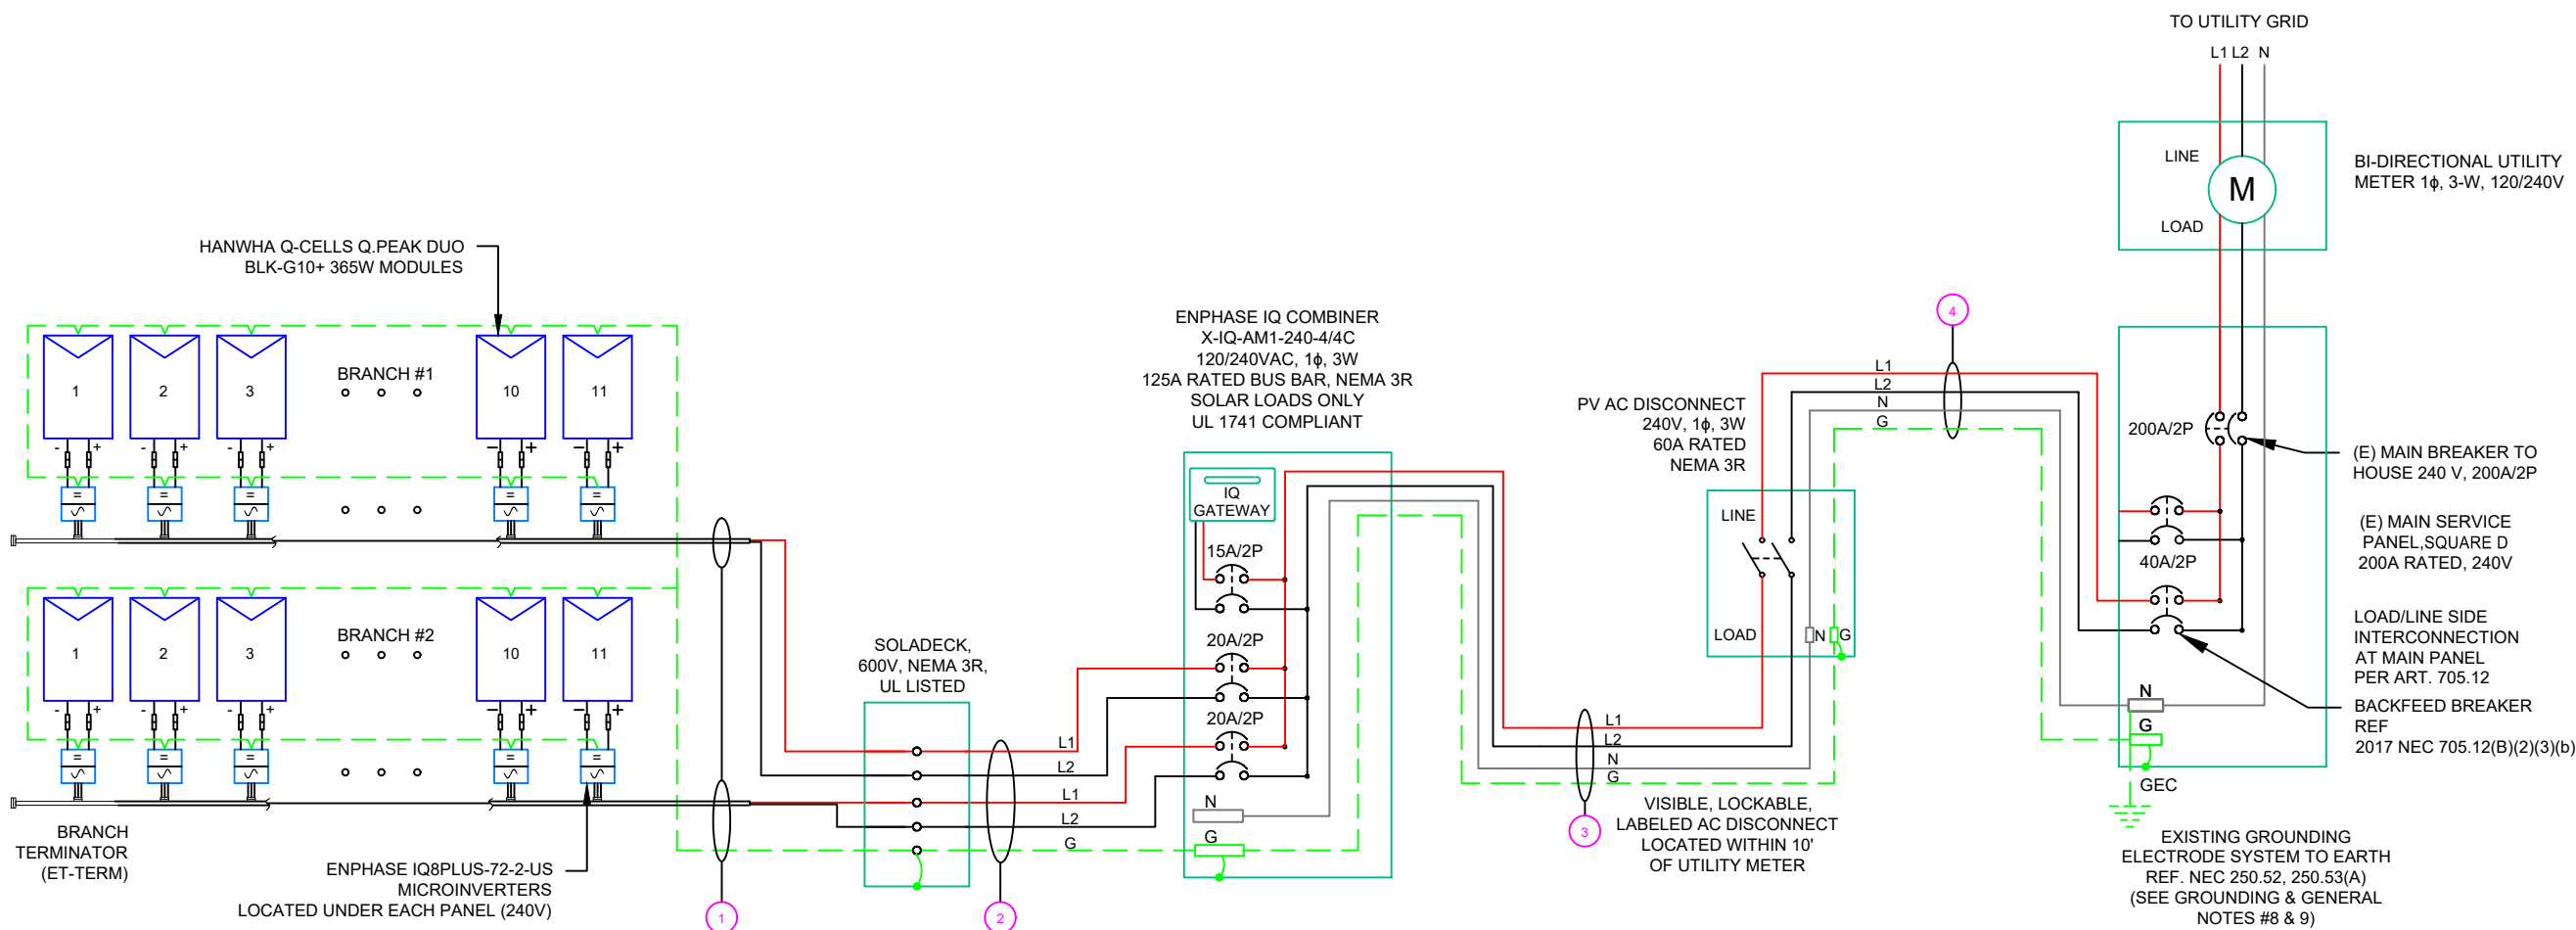 TO UTILITY GRID
L1 L2 N
LINE
M
LOAD
BI-DIRECTIONAL UTILITY
METER 1ϕ, 3-W, 120/240V
HANWHA Q-CELLS Q.PEAK DUO
BLK-G10+ 365W MODULES
1
2
3
BRANCH #1
10
11
- +
- +
- +
- +
- +
=
=
=
=
=
1
2
3
BRANCH #2
10
11
- +
- +
- +
- +
- +
=
=
=
=
=
BRANCH
TERMINATOR
(ET-TERM)
ENPHASE IQ8PLUS-72-2-US
MICROINVERTERS
LOCATED UNDER EACH PANEL (240V)
1
SOLADECK,
600V, NEMA 3R,
UL LISTED
L1
L2
L1
L2
G
2
ENPHASE IQ COMBINER
X-IQ-AM1-240-4/4C
120/240VAC, 1ϕ, 3W
125A RATED BUS BAR, NEMA 3R
SOLAR LOADS ONLY
UL 1741 COMPLIANT
IQ
GATEWAY
15A/2P
20A/2P
20A/2P
N
G
L1
L2
N
G
3
PV AC DISCONNECT
240V, 1ϕ, 3W
60A RATED
NEMA 3R
LINE
LOAD
N G
VISIBLE, LOCKABLE,
LABELED AC DISCONNECT
LOCATED WITHIN 10'
OF UTILITY METER
4
L1
L2
N
G
200A/2P
40A/2P
N
G
GEC
(E) MAIN BREAKER TO
HOUSE 240 V, 200A/2P
(E) MAIN SERVICE
PANEL,SQUARE D
200A RATED, 240V
LOAD/LINE SIDE
INTERCONNECTION
AT MAIN PANEL
PER ART. 705.12
BACKFEED BREAKER
REF
2017 NEC 705.12(B)(2)(3)(b)
EXISTING GROUNDING
ELECTRODE SYSTEM TO EARTH
REF. NEC 250.52, 250.53(A)
(SEE GROUNDING & GENERAL
NOTES #8 & 9)